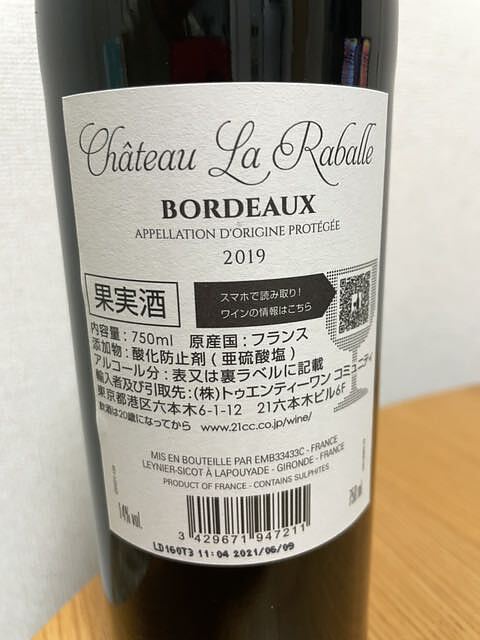 Château La Raballe
BORDEAUX
APPELLATION D'ORIGINE PROTÉGÉE
2019
果実酒
スマホで読み取り!
ワインの情報はこちら
内容量:750ml 原産国:フランス
添加物:酸化防止剤(亜硫酸塩)
アルコール分:表又は裏ラベルに記載
輸入者及び引取先:(株)トゥエンティーワン コミュニティ
東京都港区六本木6-1-12 21六本木ビル6F
飲酒は20歳になってから www.21cc.co.jp/wine/
MIS EN BOUTEILLE PAR EMB33433C - FRANCE
LEYNIER-SICOT À LAPOUYADE - GIRONDE - FRANCE
PRODUCT OF FRANCE - CONTAINS SULPHITES
14% vol.
750 ml
3 429671 947211
LD160T3 11:04 2021/06/09